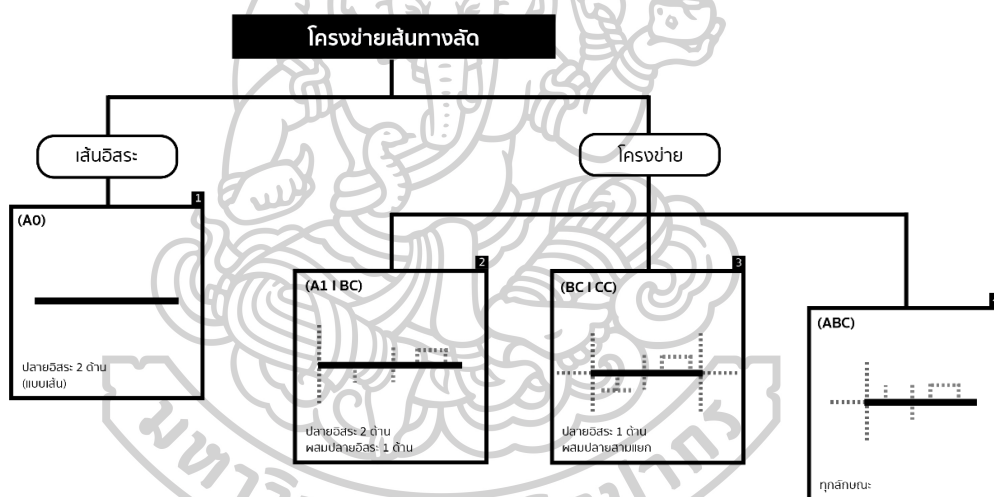 โครงข่ายเส้นทางลัด
เส้นอิสระ
โครงข่าย
1
(A0)
ปลายอิสระ 2 ด้าน
(แบบเส้น)
2
(A1 I BC)
ปลายอิสระ 2 ด้าน
ผสมปลายอิสระ 1 ด้าน
3
(BC I CC)
ปลายอิสระ 1 ด้าน
ผสมปลายสามแยก
(ABC)
ทุกลักษณะ